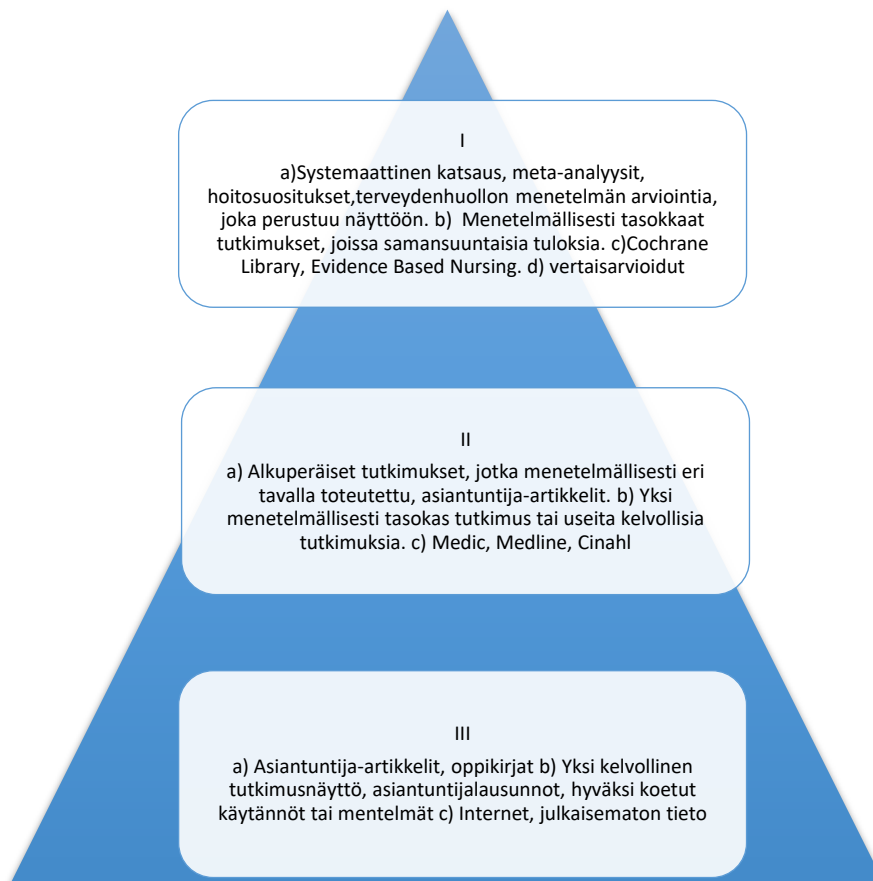 I
a)Systemaattinen katsaus, meta-analyysit,
hoitosuositukset,terveydenhuollon menetelmän arviointia,
joka perustuu näyttöön. b)  Menetelmällisesti tasokkaat
tutkimukset, joissa samansuuntaisia tuloksia. c)Cochrane
Library, Evidence Based Nursing. d) vertaisarvioidut
II
a) Alkuperäiset tutkimukset, jotka menetelmällisesti eri
tavalla toteutettu, asiantuntija-artikkelit. b) Yksi
menetelmällisesti tasokas tutkimus tai useita kelvollisia
tutkimuksia. c) Medic, Medline, Cinahl
III
a) Asiantuntija-artikkelit, oppikirjat b) Yksi kelvollinen
tutkimusnäyttö, asiantuntijalausunnot, hyväksi koetut
käytännöt tai mentelmät c) Internet, julkaisematon tieto